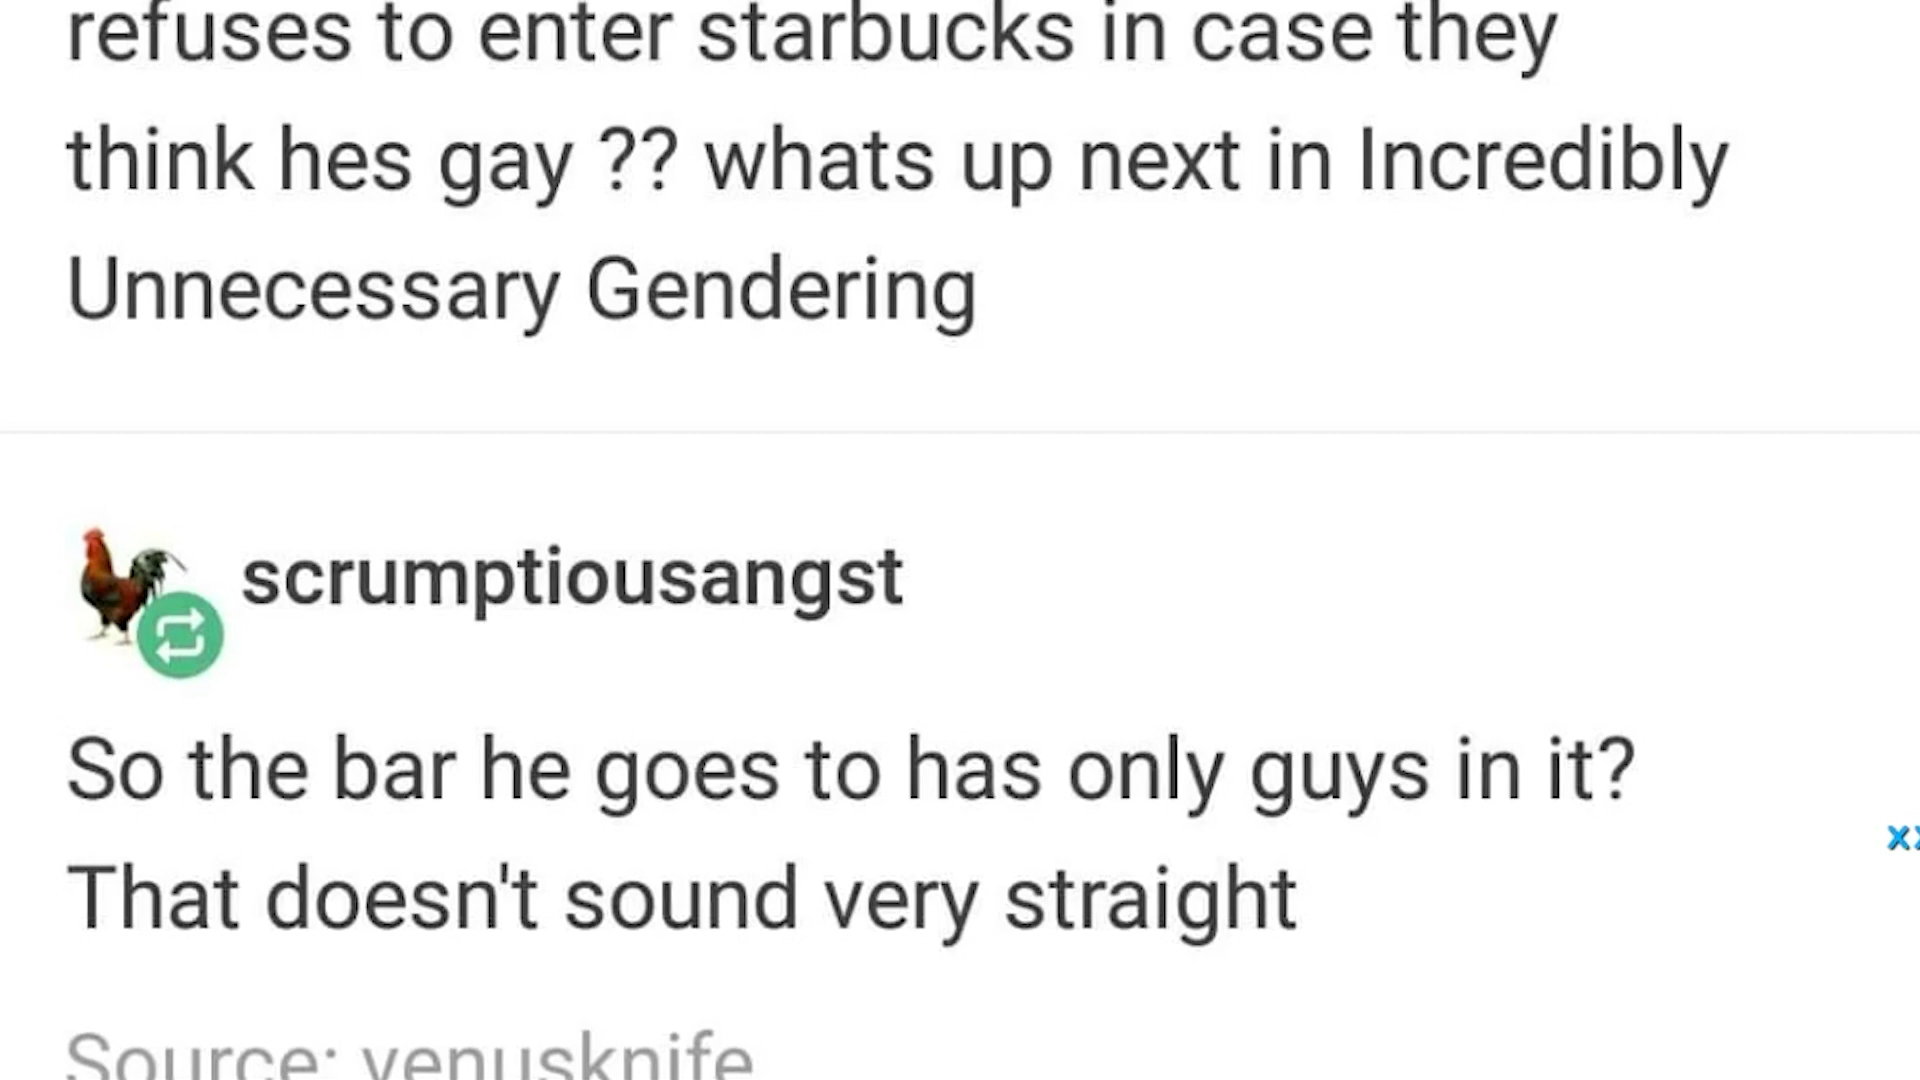 refuses to enter starbucks in case they
think hes gay ?? whats up next in Incredibly
Unnecessary Gendering
scrumptiousangst
So the bar he goes to has only guys in it?
x
That doesn't sound very straight
Source: venusknife